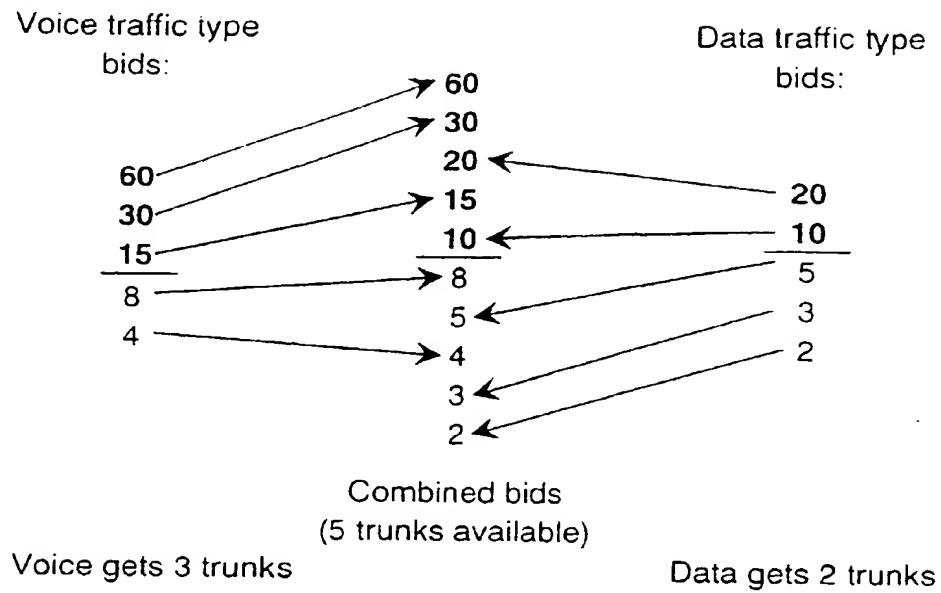 Voice traffic type
bids:
60
30
15
8
4
60
30
20
15
10
8
5
4
3
2
Data traffic type
bids:
20
10
5
3
2
Combined bids
(5 trunks available)
Voice gets 3 trunks
Data gets 2 trunks